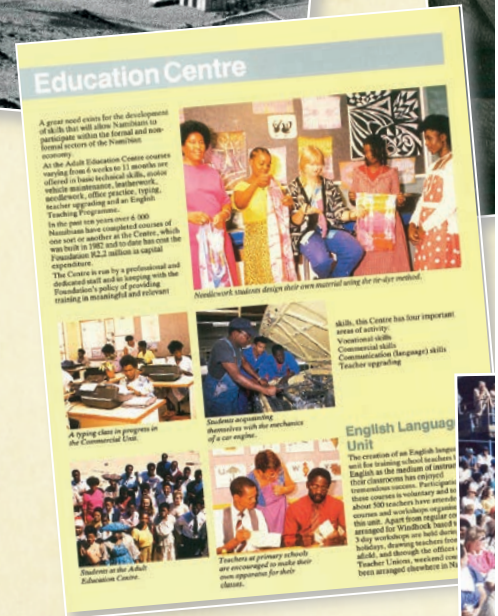 Education Centre
A great need exists for the development
of skills that will allow Namibians to
participate within the formal and non-
formal sectors of the Namibian
economy.
At the Adult Education Centre courses
varying from 6 weeks to 11 months are
offered in basic technical skills, motor
vehicle maintenance, leatherwork,
needlework, office practice, typing,
teacher upgrading and an English
Teaching Programme.
In the past ten years over 6 000
Namibians have completed courses of
one sort or another at the Centre, which
was built in 1982 and to date has cost the
Foundation R2,2 million in capital
expenditure.
The Centre is run by a professional and
dedicated staff and in keeping with the
Foundation's policy of providing
training in meaningful and relevant
Needlework students design their own material using the tie-dye method.
skills, this Centre has four important
areas of activity:
Vocational skills
Commercial skills
Communication (language) skills
Teacher upgrading
A typing class in progress in
the Commercial Unit.
Students acquainting
themselves with the mechanics
of a car engine.
Students at the Adult
Education Centre.
Teachers at primary schools
are encouraged to make their
own apparatus for their
classes.
English Languag
Unit
The creation of an English langu
unit for training school teachers
English as the medium of instruc
their classrooms has enjoyed
tremendous success. Participati
these courses is voluntary and to
about 500 teachers have attende
courses and workshops organis
this unit. Apart from regular co
arranged for Windhoek based
3 day workshops are held durin
holidays, drawing teachers fro
afield, and through the offices
Teacher Unions, weekend cou
been arranged elsewhere in Na